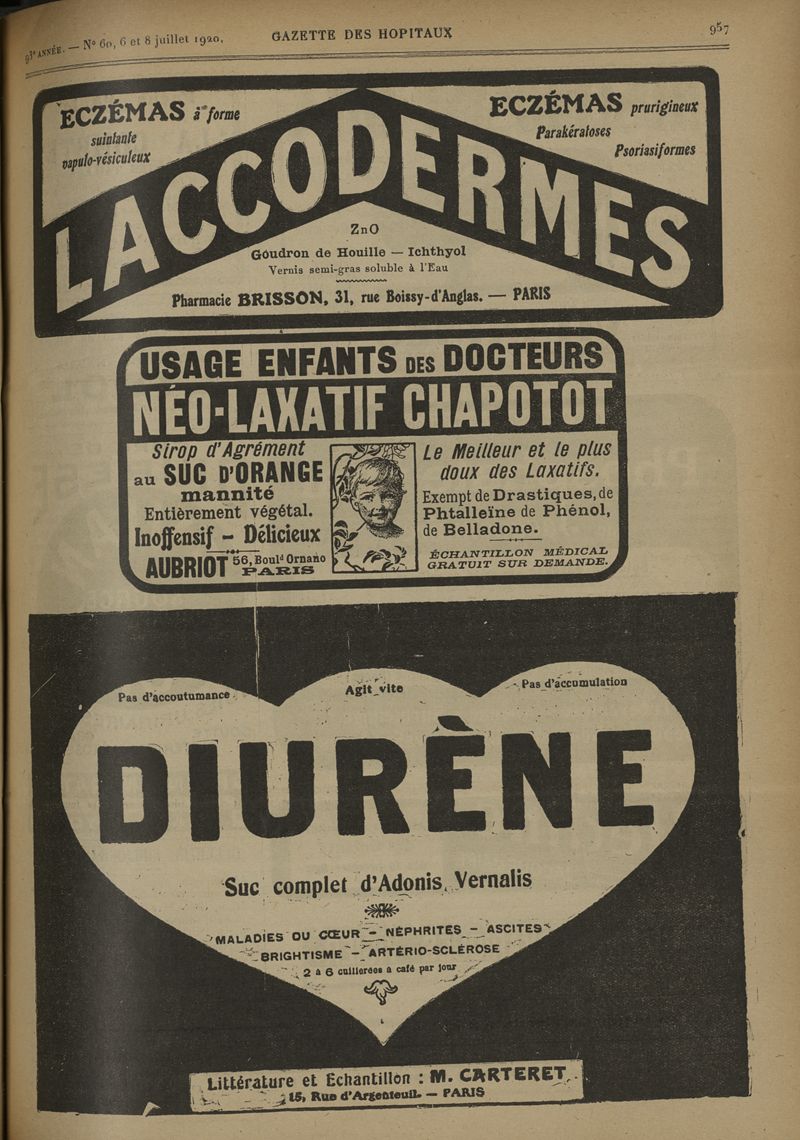 93e ANNÉE. — No 60, 6 et 8 juillet 1920.
GAZETTE DES HOPITAUX
957
ECZÉMAS à forme
suintante
papulo-vésiculeux
ECZÉMAS prurigineux
Parakératoses
Psoriasiformes
LACCODERMES
ZnO
Goudron de Houille — Ichthyol
Vernis semi-gras soluble à l'Eau
Pharmacie BRISSON, 31, rue Boissy-d'Anglas. — PARIS
USAGE ENFANTS DES DOCTEURS
NÉO-LAXATIF CHAPOTOT
Sirop d'Agrément
au SUC D'ORANGE
mannité
Entièrement végétal.
Inoffensif - Délicieux
AUBRIOT 56, Bould Ornano
PARIS
Le Meilleur et le plus
doux des Laxatifs.
Exempt de Drastiques, de
Phtalleïne de Phénol,
de Belladone.
ÉCHANTILLON MÉDICAL
GRATUIT SUR DEMANDE.
Pas d'accoutumance
Agit vite
Pas d'accumulation
DIURÈNE
Suc complet d'Adonis Vernalis
MALADIES DU CŒUR — NÉPHRITES — ASCITES
BRIGHTISME — ARTÉRIO-SCLÉROSE
2 à 6 cuillerées à café par jour
Littérature et Echantillon : M. CARTERET,
15, Rue d'Argenteuil. — PARIS